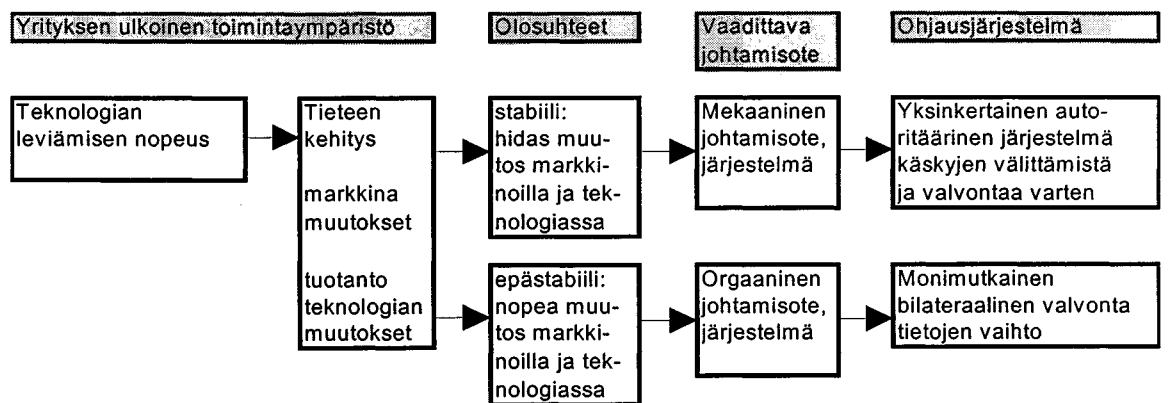 Yrityksen ulkoinen toimintaympäristö
Olosuhteet
Vaadittava
johtamisote
Ohjausjärjestelmä
Teknologian
leviämisen nopeus
Tieteen
kehitys
markkina
muutokset
tuotanto
teknologian
muutokset
stabiili:
hidas muu-
tos markki-
noilla ja tek-
nologiassa
Mekaaninen
johtamisote,
järjestelmä
Yksinkertainen auto-
ritäärinen järjestelmä
käskyjen välittämistä
ja valvontaa varten
epästabiili:
nopea muu-
tos markki-
noilla ja tek-
nologiassa
Orgaaninen
johtamisote,
järjestelmä
Monimutkainen
bilateraalinen valvonta
tietojen vaihto